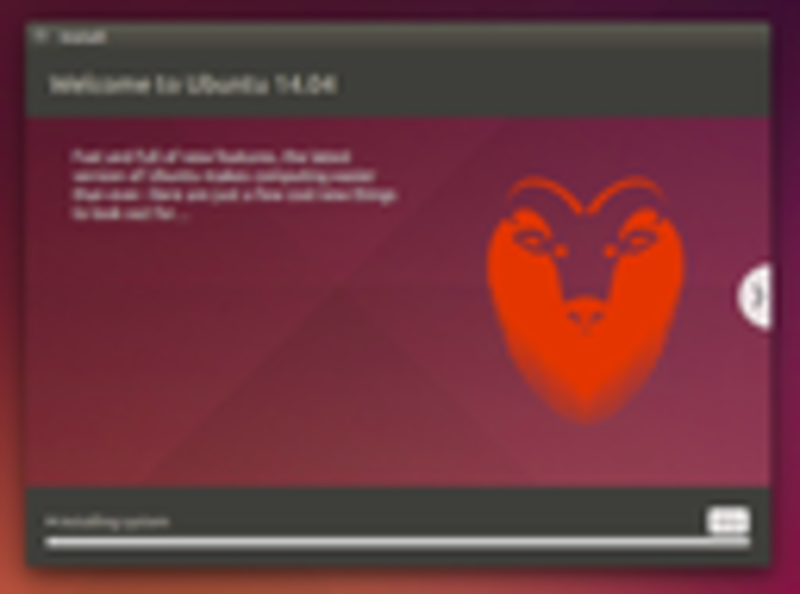 Install
Welcome to Ubuntu 14.04
Fast and full of new features, the latest
version of Ubuntu makes computing easier
than ever. Here are just a few cool new things
to look out for...
Installing system